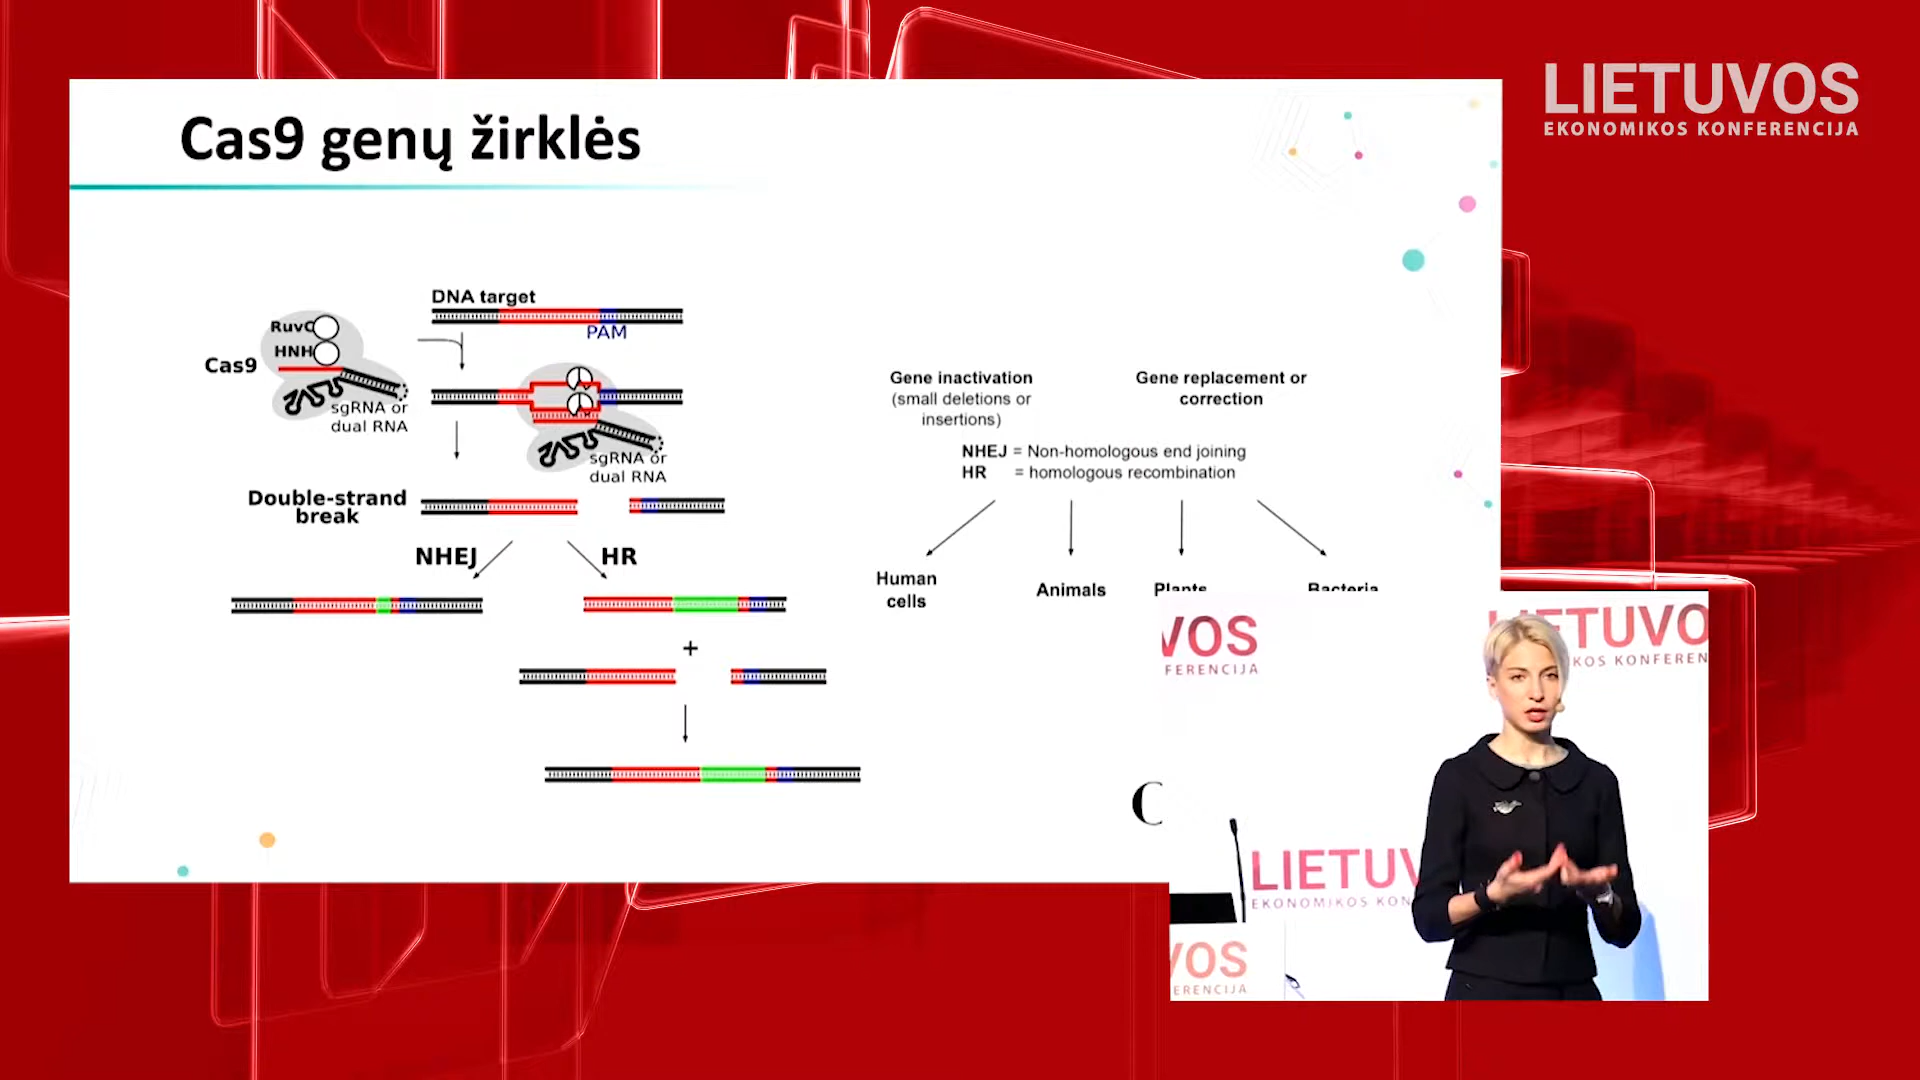 LIETUVOS
EKONOMIKOS KONFERENCIJA
Cas9 genų žirklės
DNA target
PAM
RuvC
HNH
Cas9
sgRNA or
dual RNA
sgRNA or
dual RNA
Double-strand
break
NHEJ
HR
+
Gene inactivation
(small deletions or
insertions)
Gene replacement or
correction
NHEJ = Non-homologous end joining
HR = homologous recombination
Human
cells
Animals
Plants
Bacteria
VOS
FERENCIJA
LIETUVO
KOS KONFEREN
C
LIETUV
EKONOMIKOS KON
VOS
ERENCIJA